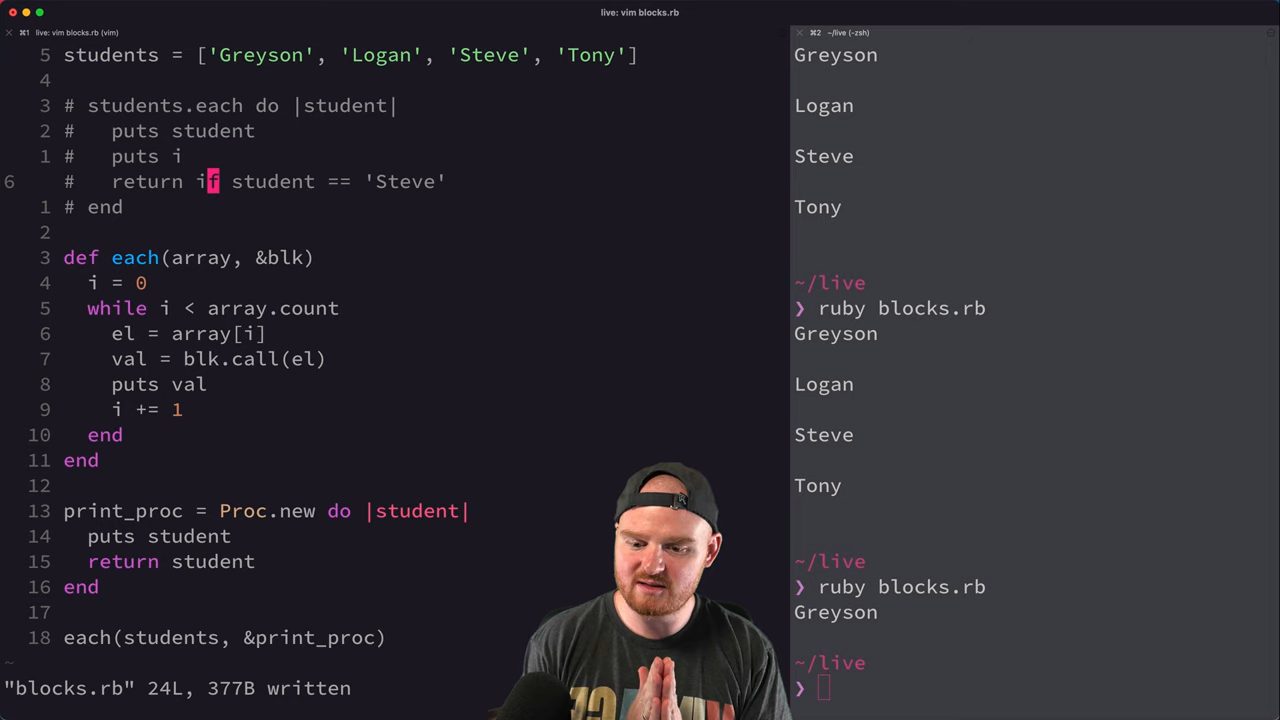 live: vim blocks.rb
⌘1 live: vim blocks.rb (vim)
5 students = ['Greyson', 'Logan', 'Steve', 'Tony']
4
3 # students.each do |student|
2 #   puts student
1 #   puts i
6 #   return if student == 'Steve'
1 # end
2
3 def each(array, &blk)
4   i = 0
5   while i < array.count
6     el = array[i]
7     val = blk.call(el)
8     puts val
9     i += 1
10   end
11 end
12
13 print_proc = Proc.new do |student|
14   puts student
15   return student
16 end
17
18 each(students, &print_proc)
~
"blocks.rb" 24L, 377B written
⌘2 ~/live (-zsh)
Greyson
Logan
Steve
Tony
~/live
❯ ruby blocks.rb
Greyson
Logan
Steve
Tony
~/live
❯ ruby blocks.rb
Greyson
~/live
❯